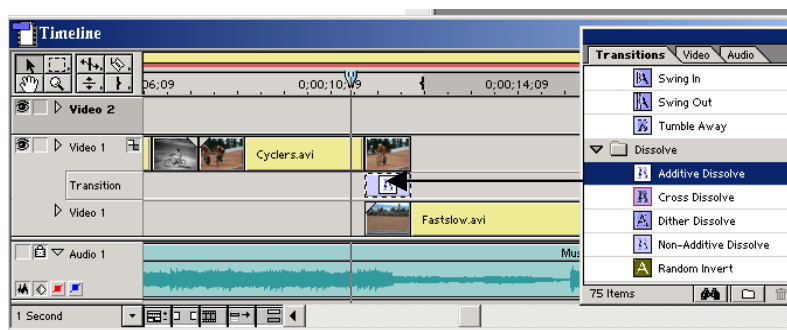 Timeline
06;09
0;00;10;09
0;00;14;09
Video 2
Video 1
Cyclers.avi
Transition
Video 1
Fastslow.avi
Audio 1
Mus
1 Second
Transitions
Video
Audio
Swing In
Swing Out
Tumble Away
Dissolve
Additive Dissolve
Cross Dissolve
Dither Dissolve
Non-Additive Dissolve
Random Invert
75 Items